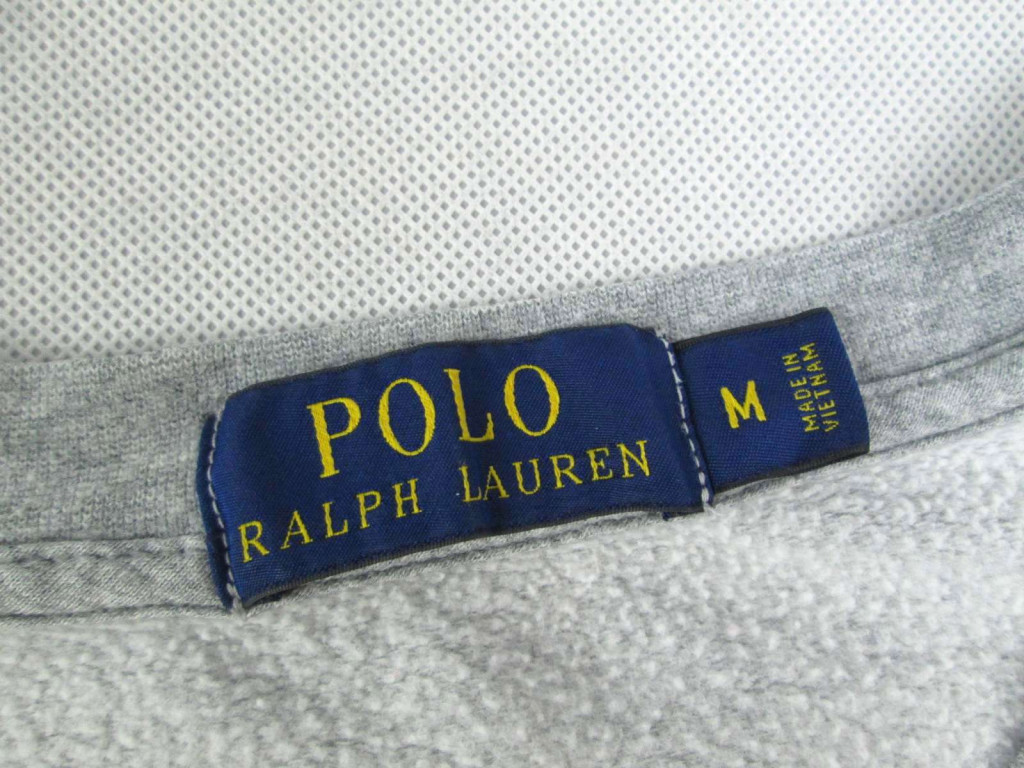 POLO
RALPH LAUREN
M
MADE IN
VIETNAM